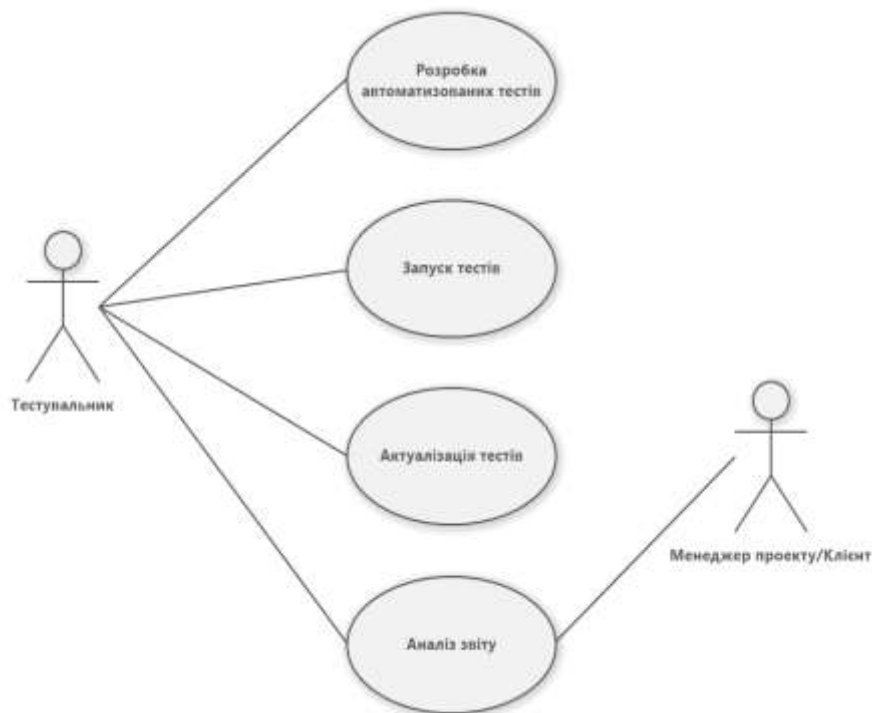 Розробка
автоматизованих тестів
Запуск тестів
Тестувальник
Актуалізація тестів
Менеджер проекту/Клієнт
Аналіз звіту